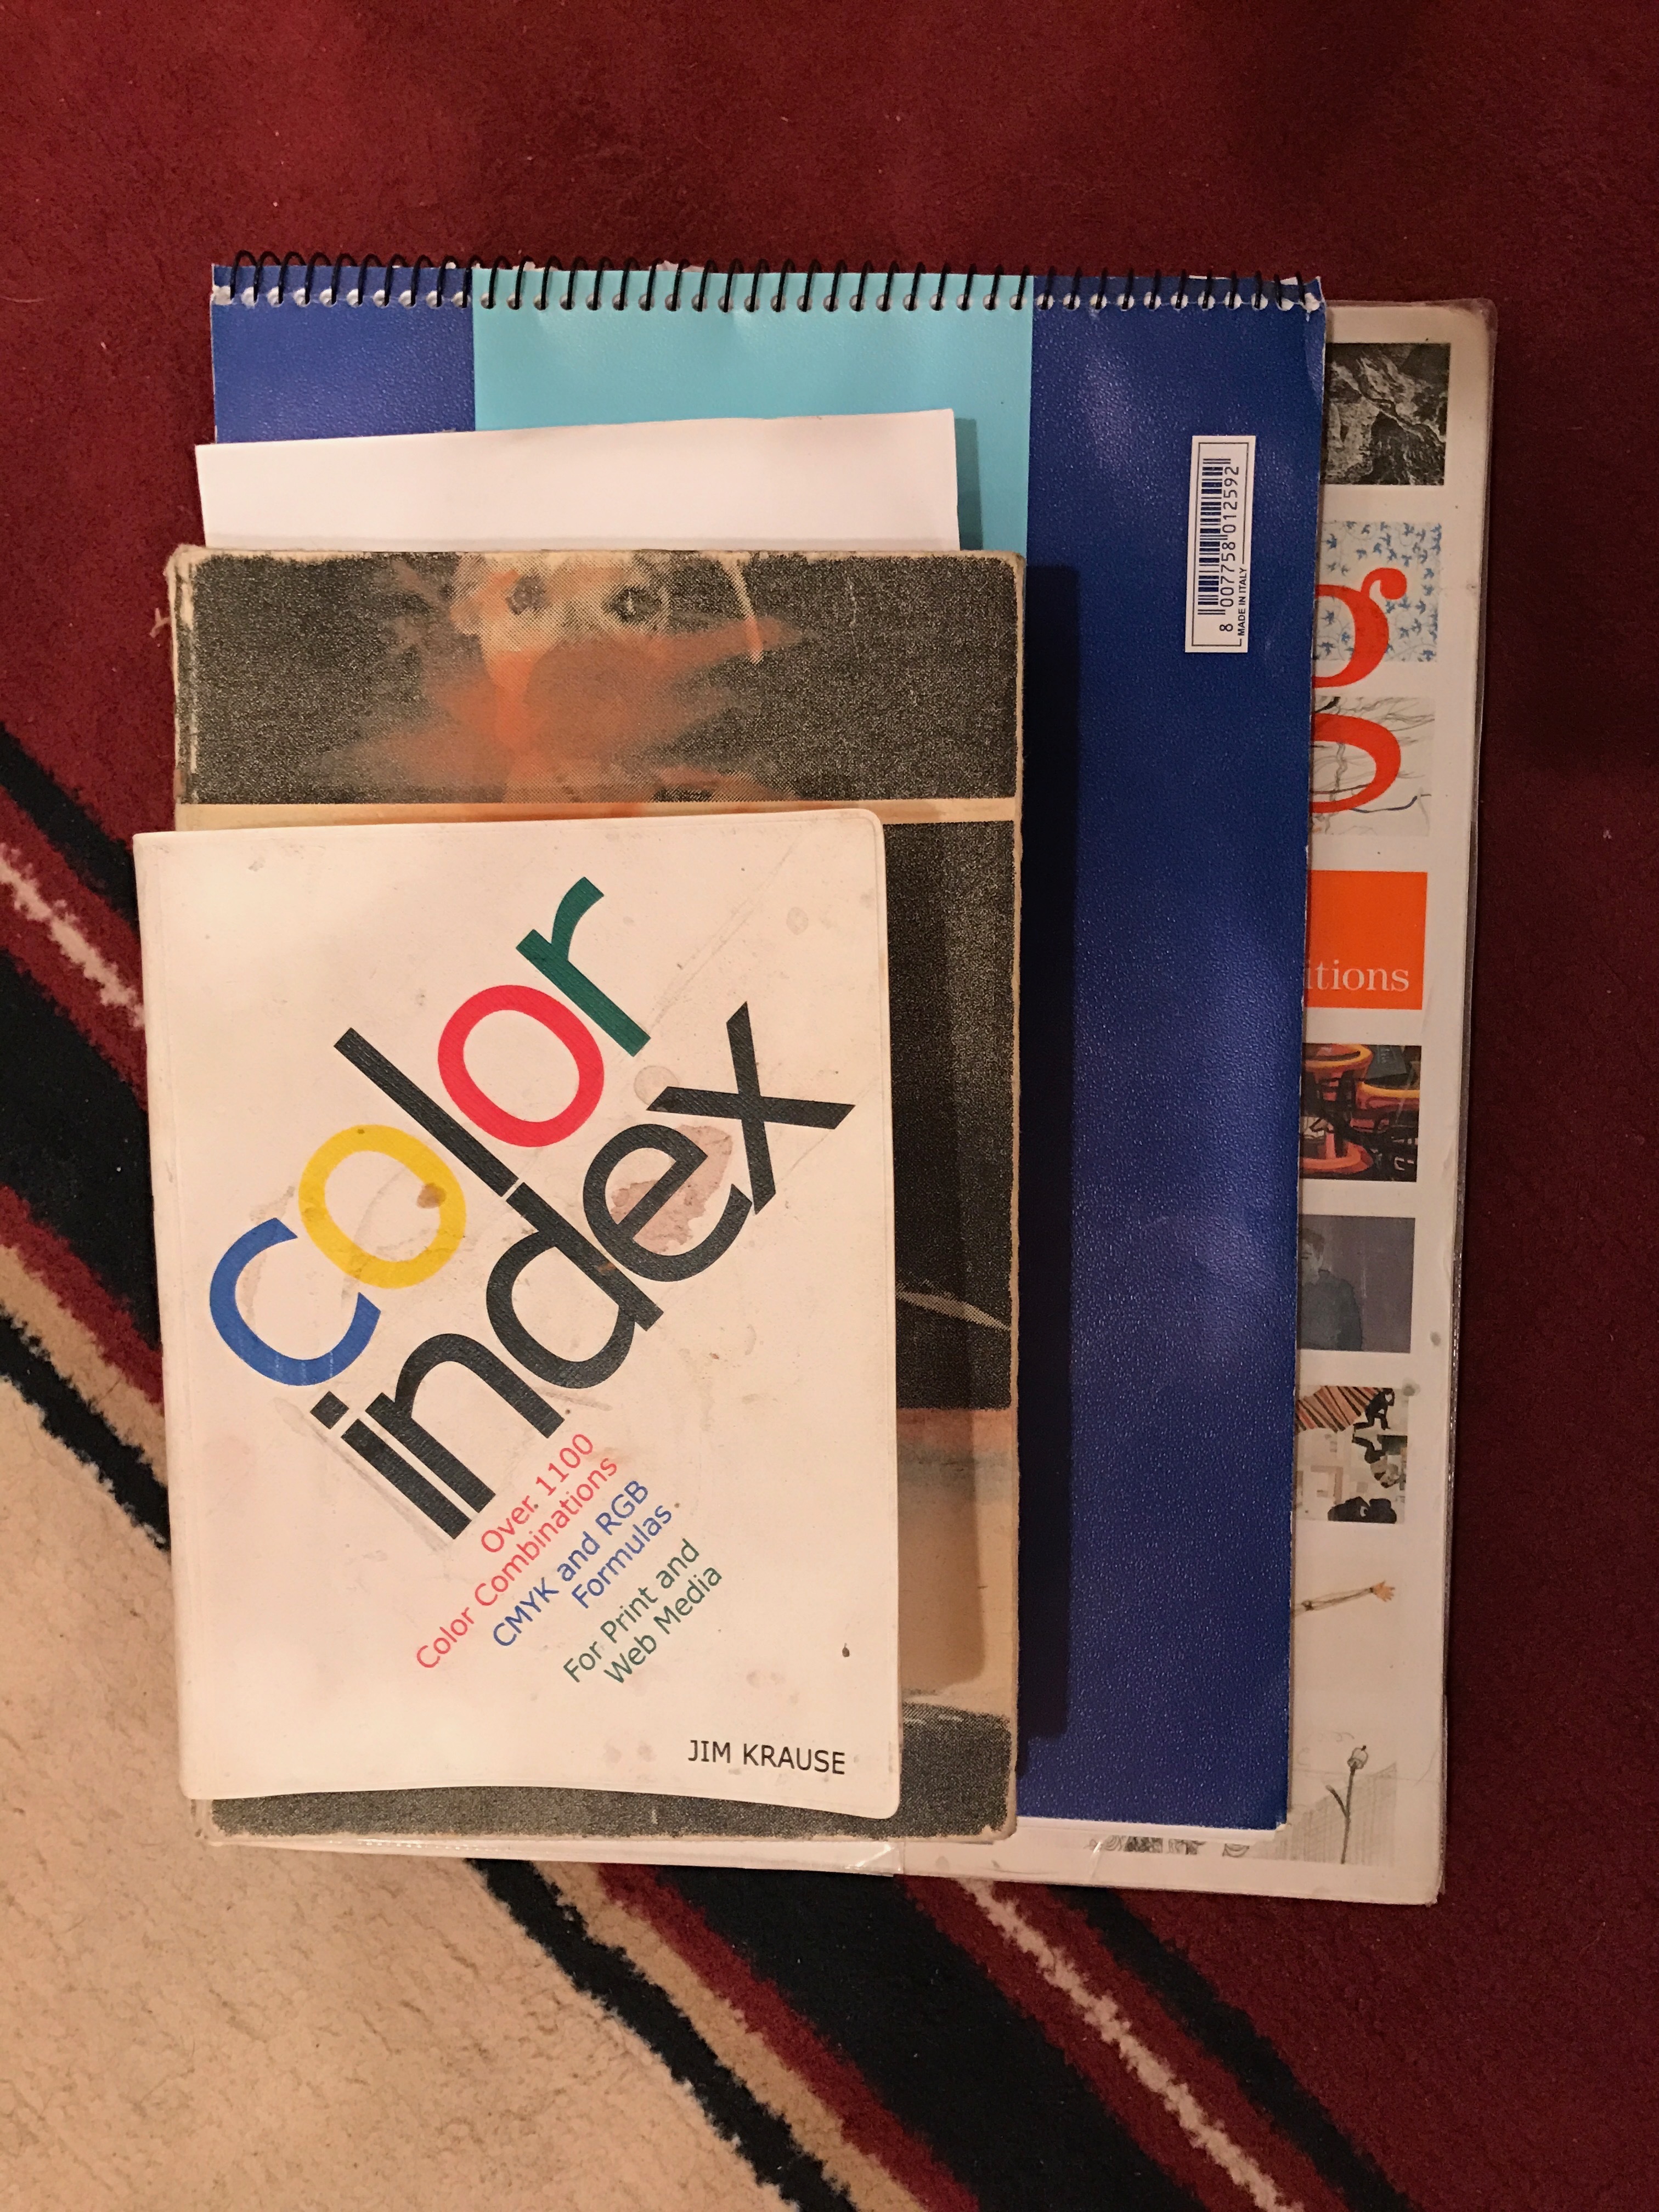 color
index
Over 1100
Color Combinations
CMYK and RGB
Formulas
For Print and
Web Media
JIM KRAUSE
8 007758 012592
MADE IN ITALY
itions